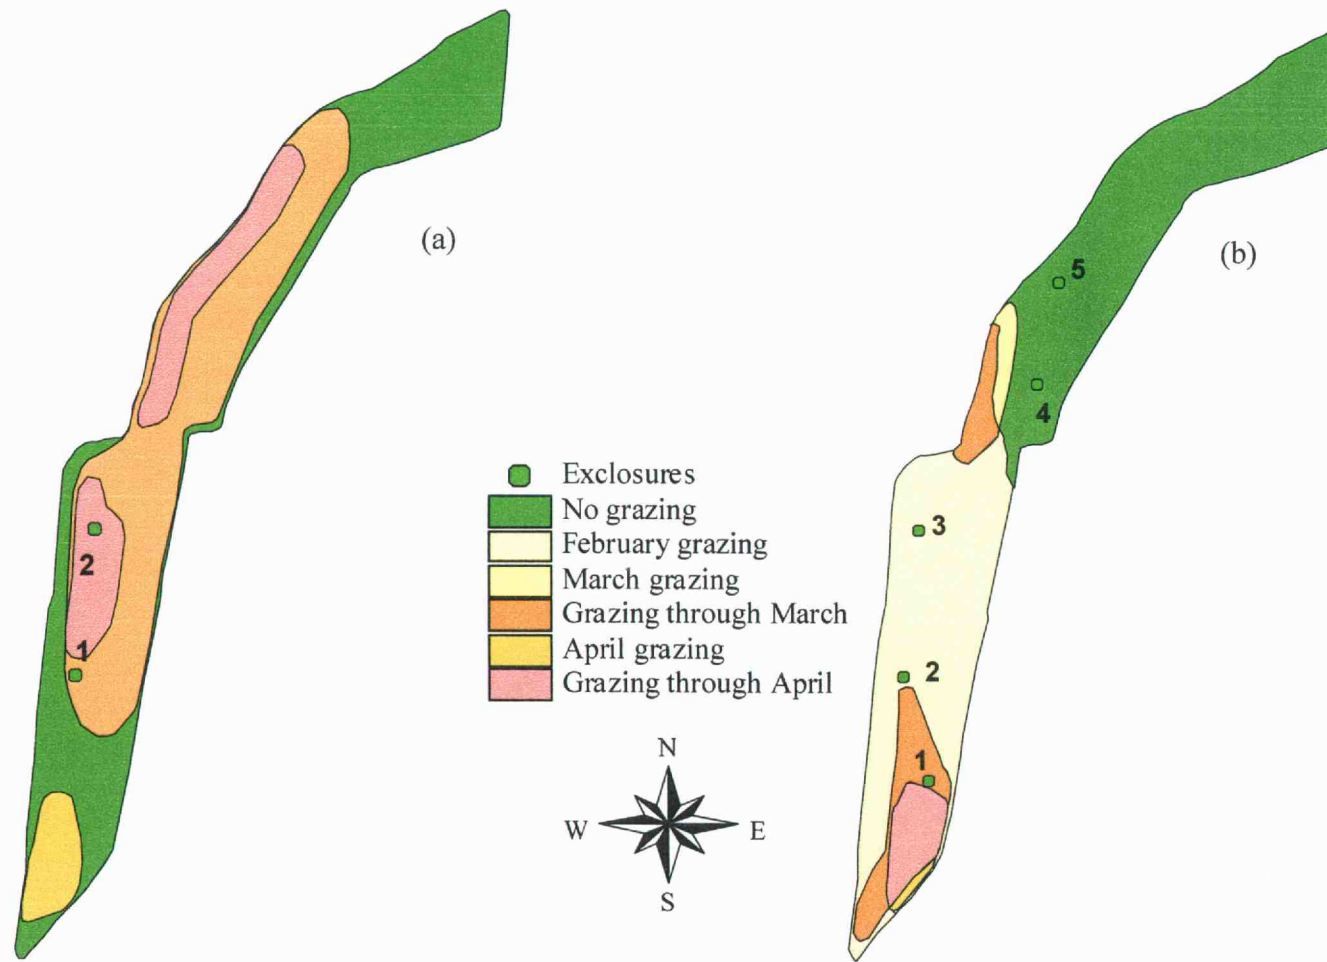 (a)
(b)
5
4
3
2
1
2
1
Exclosures
No grazing
February grazing
March grazing
Grazing through March
April grazing
Grazing through April
N
W
E
S